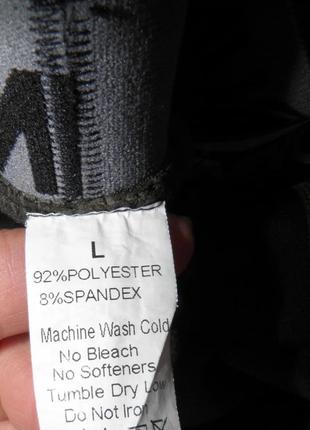 L
92%POLYESTER
8%SPANDEX
Machine Wash Cold
No Bleach
No Softeners
Tumble Dry Low
Do Not Iron